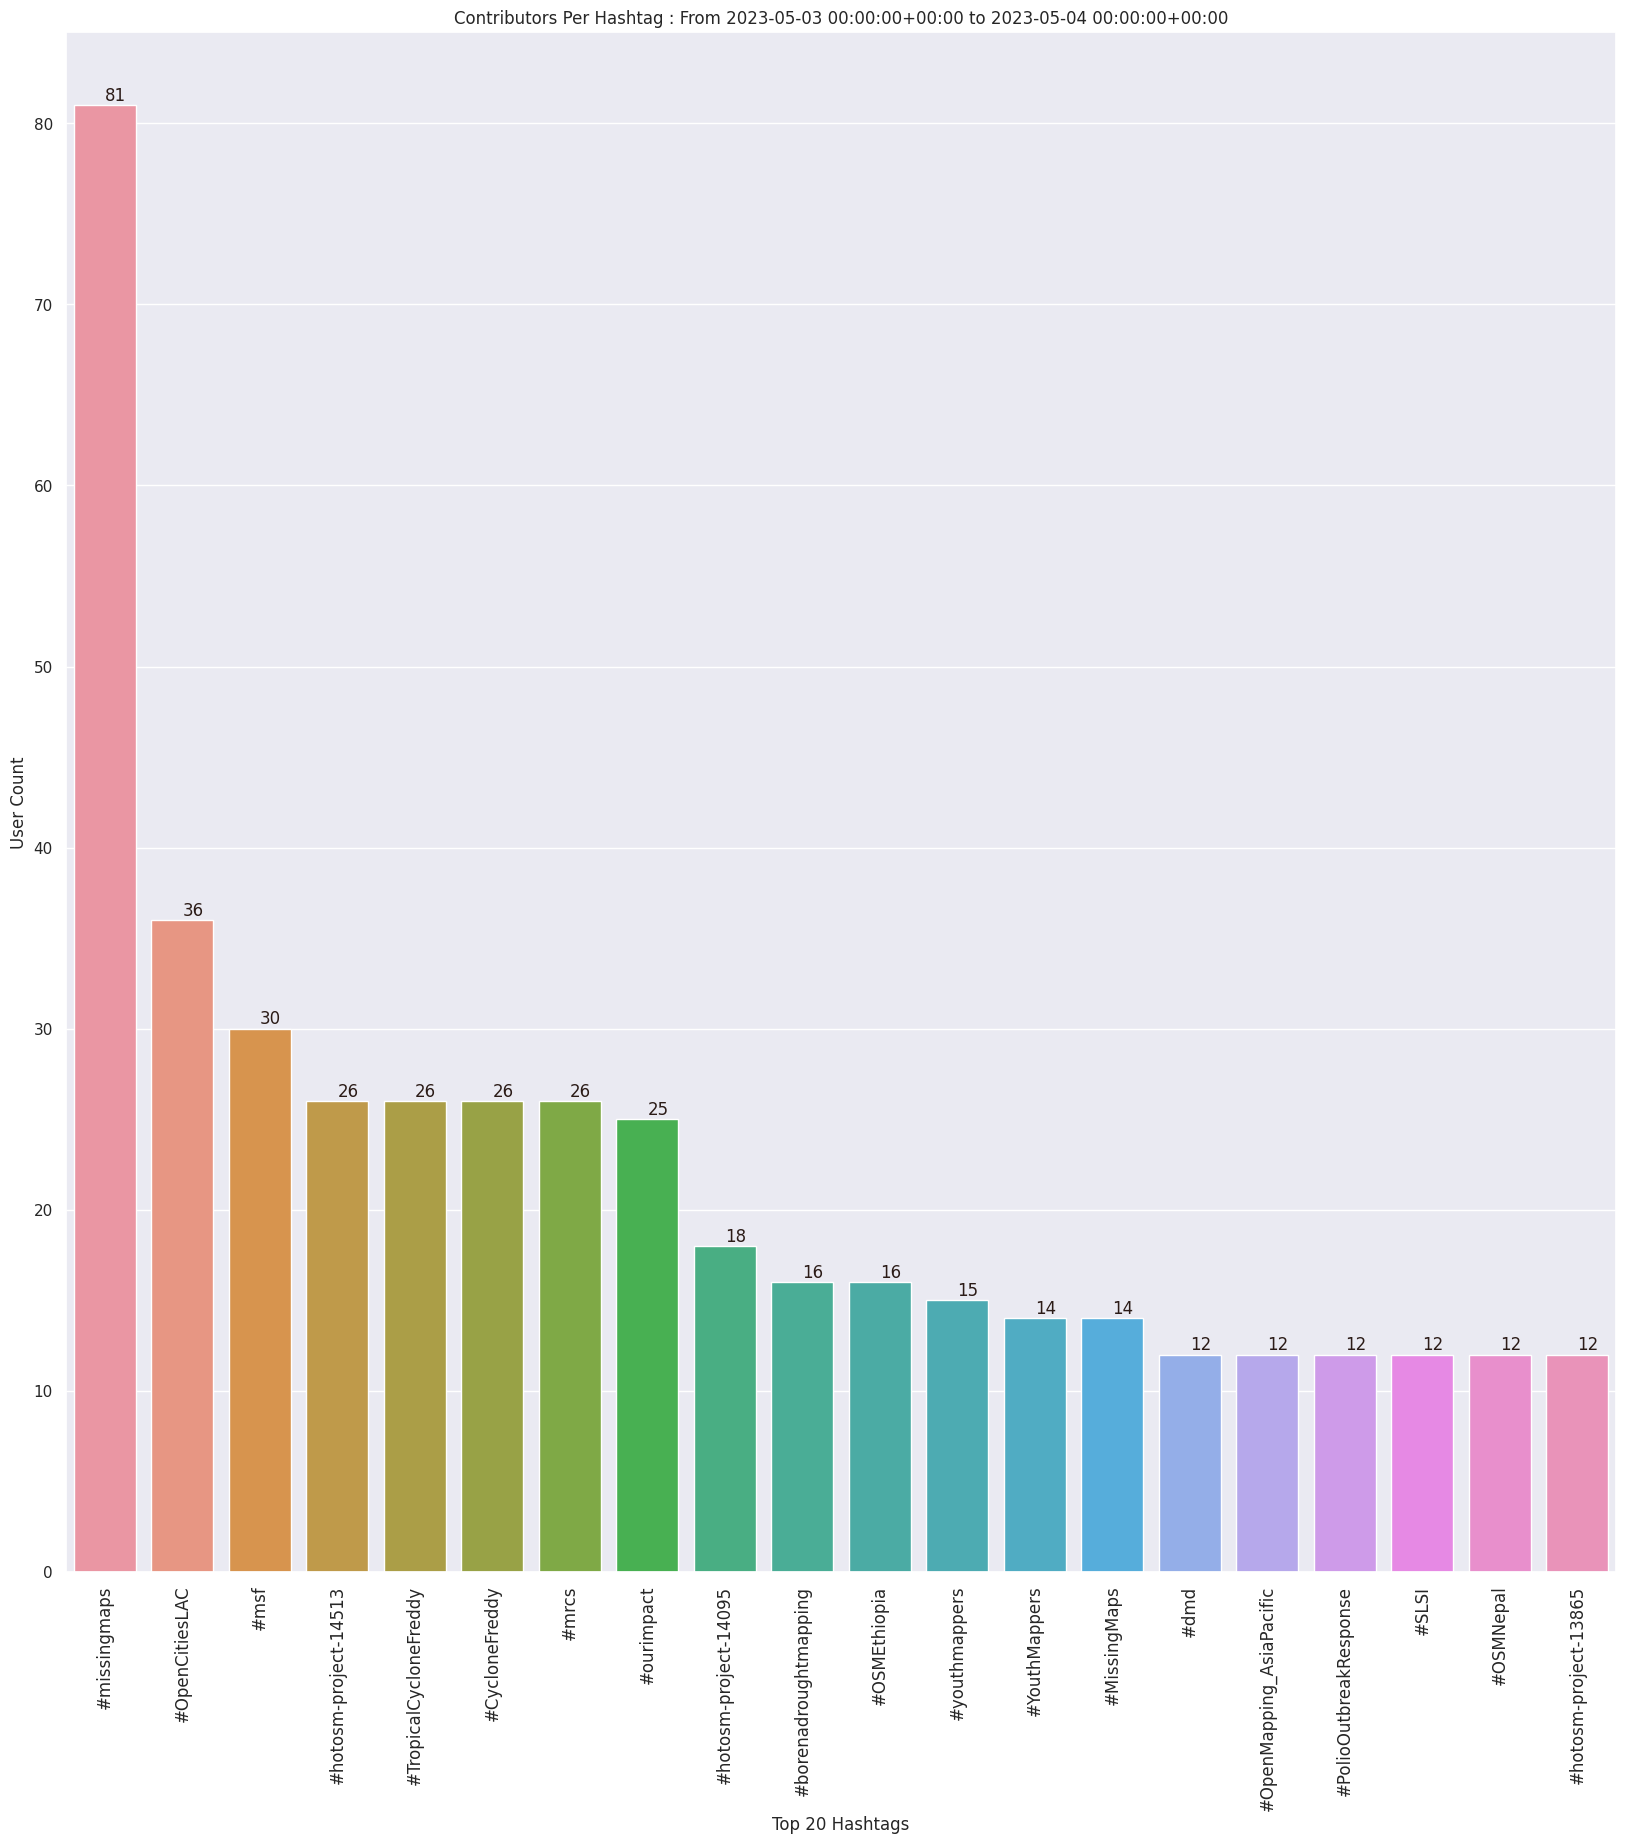 Contributors Per Hashtag : From 2023-05-03 00:00:00+00:00 to 2023-05-04 00:00:00+00:00
User Count
80
70
60
50
40
30
20
10
0
81
36
30
26
26
26
26
25
18
16
16
15
14
14
12
12
12
12
12
12
#missingmaps
#OpenCitiesLAC
#msf
#hotosm-project-14513
#TropicalCycloneFreddy
#CycloneFreddy
#mrcs
#ourimpact
#hotosm-project-14095
#borenadroughtmapping
#OSMEthiopia
#youthmappers
#YouthMappers
#MissingMaps
#dmd
#OpenMapping_AsiaPacific
#PolioOutbreakResponse
#SLSI
#OSMNepal
#hotosm-project-13865
Top 20 Hashtags